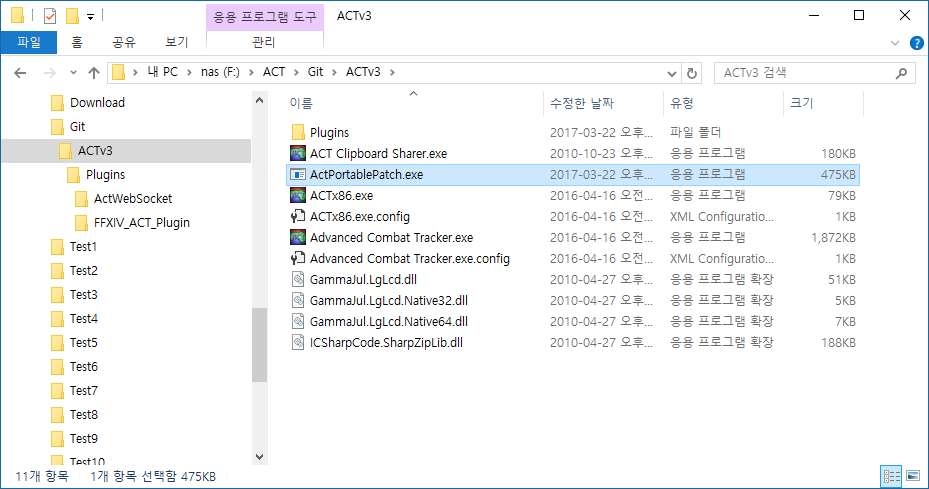 응용 프로그램 도구 ACTv3
파일 홈 공유 보기 관리
내 PC nas (F:) ACT Git ACTv3 ACTv3 검색
Download
Git
ACTv3
Plugins
ActWebSocket
FFXIV_ACT_Plugin
Test1
Test2
Test3
Test4
Test5
Test6
Test7
Test8
Test9
Test10
이름 수정한 날짜 유형 크기
Plugins 2017-03-22 오후... 파일 폴더
ACT Clipboard Sharer.exe 2010-10-23 오후... 응용 프로그램 180KB
ActPortablePatch.exe 2017-03-22 오후... 응용 프로그램 475KB
ACTx86.exe 2016-04-16 오전... 응용 프로그램 79KB
ACTx86.exe.config 2016-04-16 오전... XML Configuratio... 1KB
Advanced Combat Tracker.exe 2016-04-16 오전... 응용 프로그램 1,872KB
Advanced Combat Tracker.exe.config 2016-04-16 오전... XML Configuratio... 1KB
GammaJul.LgLcd.dll 2010-04-27 오후... 응용 프로그램 확장 51KB
GammaJul.LgLcd.Native32.dll 2010-04-27 오후... 응용 프로그램 확장 5KB
GammaJul.LgLcd.Native64.dll 2010-04-27 오후... 응용 프로그램 확장 7KB
ICSharpCode.SharpZipLib.dll 2010-04-27 오후... 응용 프로그램 확장 188KB
11개 항목 1개 항목 선택함 475KB